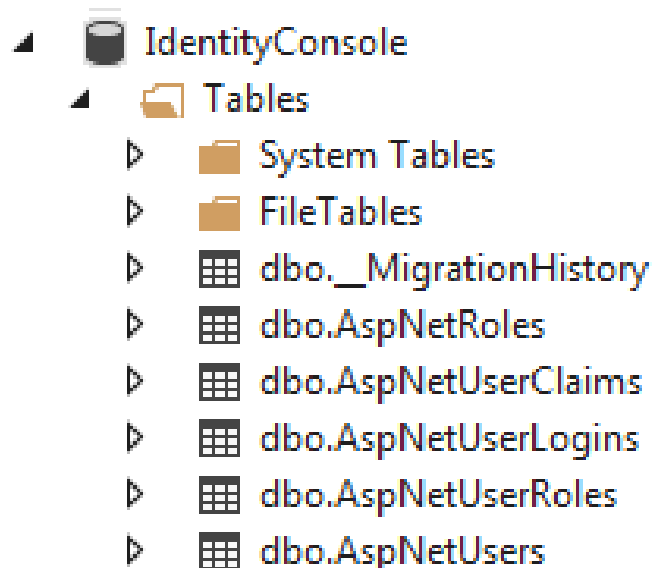 IdentityConsole
Tables
System Tables
FileTables
dbo.__MigrationHistory
dbo.AspNetRoles
dbo.AspNetUserClaims
dbo.AspNetUserLogins
dbo.AspNetUserRoles
dbo.AspNetUsers